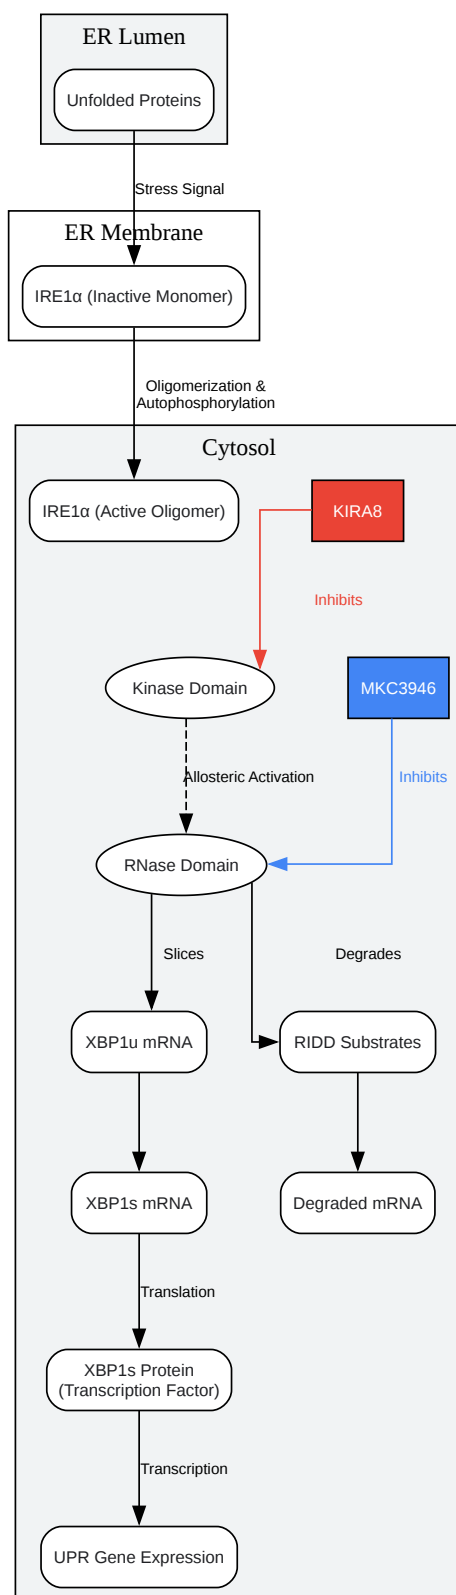 ER Lumen
Unfolded Proteins
Stress Signal
ER Membrane
IRE1α (Inactive Monomer)
Oligomerization &
Autophosphorylation
Cytosol
IRE1α (Active Oligomer)
KIRA8
Inhibits
Kinase Domain
MKC3946
Allosteric Activation
Inhibits
RNase Domain
Slices
Degrades
XBP1u mRNA
RIDD Substrates
XBP1s mRNA
Degraded mRNA
Translation
XBP1s Protein
(Transcription Factor)
Transcription
UPR Gene Expression